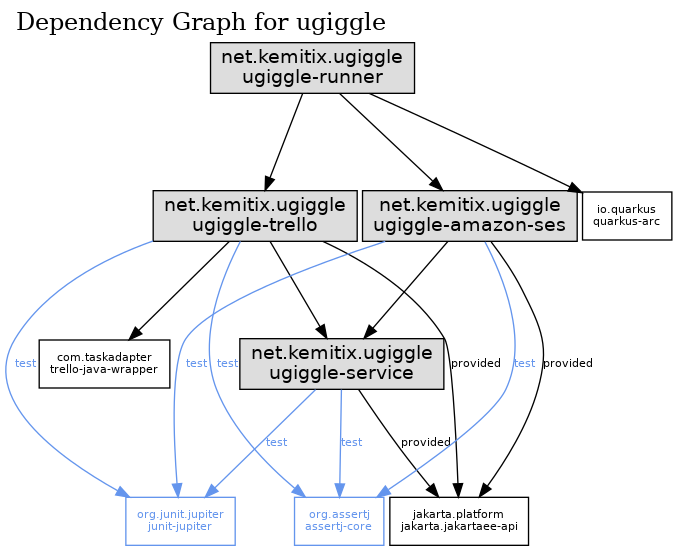 Dependency Graph for ugiggle
net.kemitix.ugiggle
ugiggle-runner
net.kemitix.ugiggle
ugiggle-trello
net.kemitix.ugiggle
ugiggle-amazon-ses
io.quarkus
quarkus-arc
com.taskadapter
trello-java-wrapper
net.kemitix.ugiggle
ugiggle-service
test
test
test
provided
test
provided
test
test
provided
org.junit.jupiter
junit-jupiter
org.assertj
assertj-core
jakarta.platform
jakarta.jakartaee-api